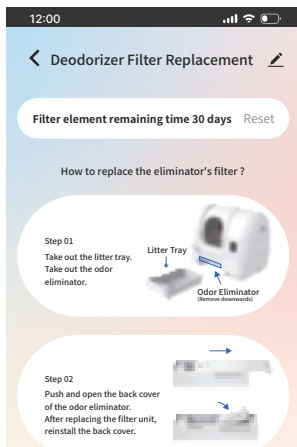 12:00
Deodorizer Filter Replacement
Filter element remaining time 30 days Reset
How to replace the eliminator's filter ?
Step 01
Take out the litter tray.
Take out the odor
eliminator.
Litter Tray
Odor Eliminator
(Remove downwards)
Step 02
Push and open the back cover
of the odor eliminator.
After replacing the filter unit,
reinstall the back cover.